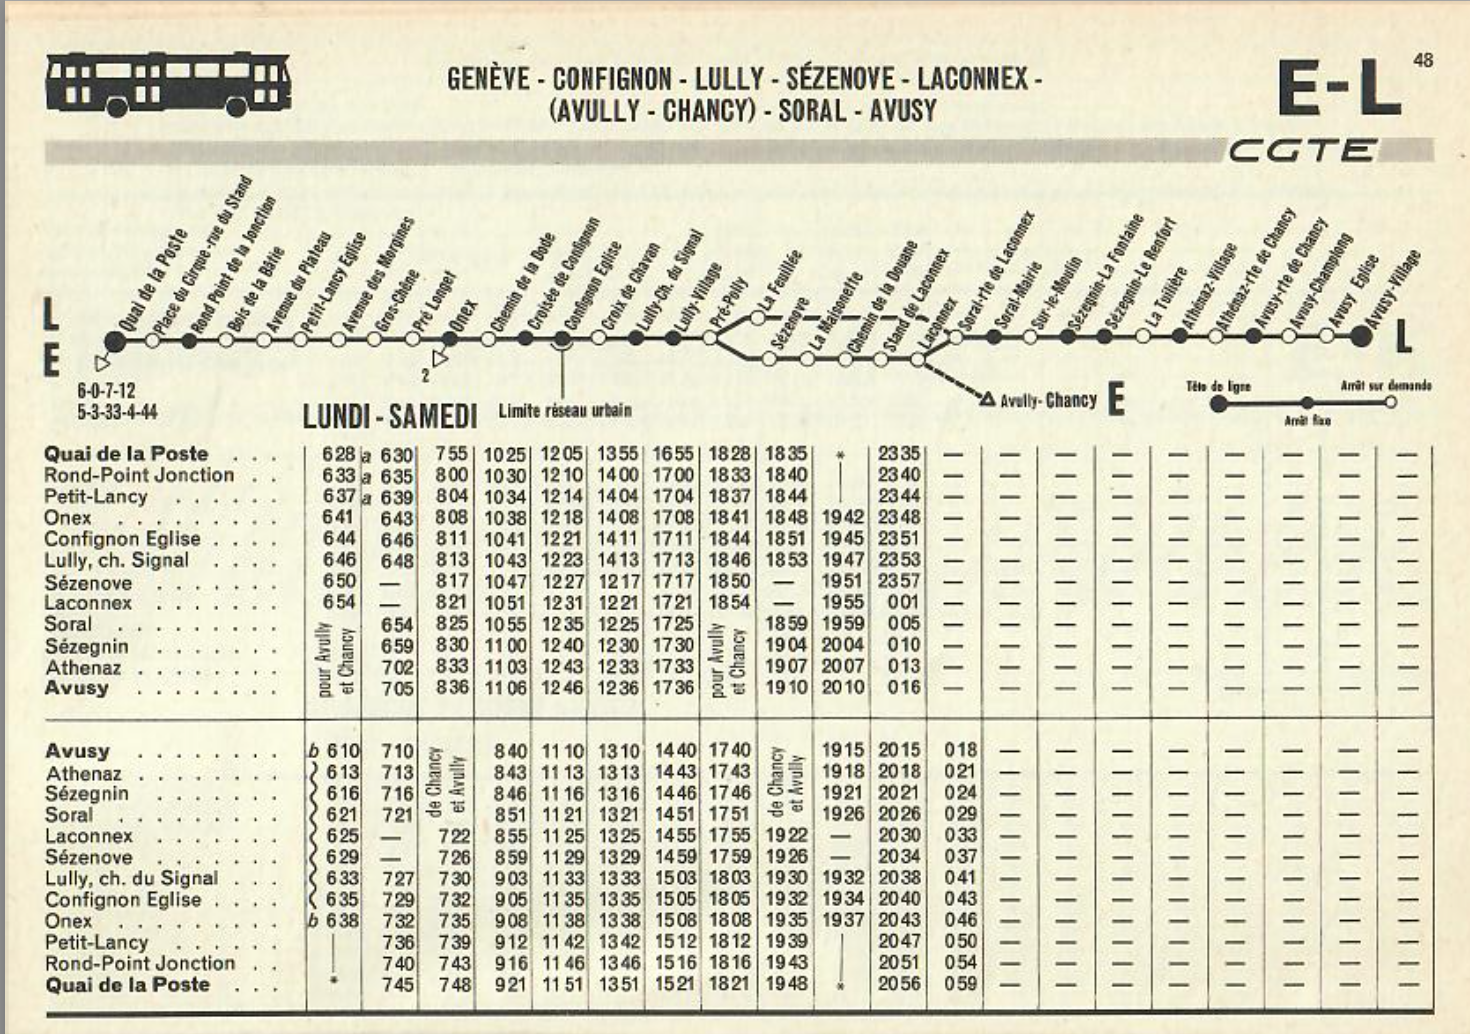 48
GENÈVE - CONFIGNON - LULLY - SÉZENOVE - LACONNEX -
(AVULLY - CHANCY) - SORAL - AVUSY
E-L
CGTE
L
E
Quai de la Poste
Place du Cirque-rue du Stand
Rond Point de la Jonction
Bois de la Bâtie
Avenue du Plateau
Petit-Lancy Eglise
Avenue des Morgines
Gros-Chêne
Pré Longet
Onex
Chemin de la Dode
Croisée de Confignon
Confignon Eglise
Croix de Chavan
Lully-Ch. du Signal
Lully-Village
Pré-Polly
La Feuillée
Sézenove
La Maisonette
Chemin de la Douane
Stand de Laconnex
Laconnex
Soral-rte de Laconnex
Soral-Mairie
Sur-le-Moulin
Sézegnin-La Fontaine
Sézegnin-Le Renfort
La Tuilière
Athénaz-Village
Athénaz-rte de Chancy
Avusy-rte de Chancy
Avusy-Champlong
Avusy Eglise
Avusy-Village
L
6-0-7-12
5-3-33-4-44
2
Limite réseau urbain
Avully-Chancy E
Tête de ligne
Arrêt fixe
Arrêt sur demande
LUNDI - SAMEDI
Quai de la Poste . . . 628 a 630 755 1025 1205 1355 1655 1828 1835 * 2335 — — — — — — — —
Rond-Point Jonction . . 633 a 635 800 1030 1210 1400 1700 1833 1840 2340 — — — — — — — —
Petit-Lancy . . . . . . 637 a 639 804 1034 1214 1404 1704 1837 1844 2344 — — — — — — — —
Onex . . . . . . . . . 641 643 808 1038 1218 1408 1708 1841 1848 1942 2348 — — — — — — — —
Confignon Eglise . . . . 644 646 811 1041 1221 1411 1711 1844 1851 1945 2351 — — — — — — — —
Lully, ch. Signal . . . . 646 648 813 1043 1223 1413 1713 1846 1853 1947 2353 — — — — — — — —
Sézenove . . . . . . . 650 — 817 1047 1227 1217 1717 1850 — 1951 2357 — — — — — — — —
Laconnex . . . . . . . 654 — 821 1051 1231 1221 1721 1854 — 1955 001 — — — — — — — —
Soral . . . . . . . . . pour Avully et Chancy 654 825 1055 1235 1225 1725 pour Avully et Chancy 1859 1959 005 — — — — — — — —
Sézegnin . . . . . . . 659 830 1100 1240 1230 1730 1904 2004 010 — — — — — — — —
Athenaz . . . . . . . . 702 833 1103 1243 1233 1733 1907 2007 013 — — — — — — — —
Avusy . . . . . . . . 705 836 1106 1246 1236 1736 1910 2010 016 — — — — — — — —
Avusy . . . . . . . . b 610 710 de Chancy et Avully 840 1110 1310 1440 1740 de Chancy et Avully 1915 2015 018 — — — — — — — —
Athenaz . . . . . . . . 613 713 843 1113 1313 1443 1743 1918 2018 021 — — — — — — — —
Sézegnin . . . . . . . 616 716 846 1116 1316 1446 1746 1921 2021 024 — — — — — — — —
Soral . . . . . . . . . 621 721 851 1121 1321 1451 1751 1926 2026 029 — — — — — — — —
Laconnex . . . . . . . 625 — 722 855 1125 1325 1455 1755 1922 — 2030 033 — — — — — — — —
Sézenove . . . . . . . 629 — 726 859 1129 1329 1459 1759 1926 — 2034 037 — — — — — — — —
Lully, ch. du Signal . . . 633 727 730 903 1133 1333 1503 1803 1930 1932 2038 041 — — — — — — — —
Confignon Eglise . . . . 635 729 732 905 1135 1335 1505 1805 1932 1934 2040 043 — — — — — — — —
Onex . . . . . . . . . b 638 732 735 908 1138 1338 1508 1808 1935 1937 2043 046 — — — — — — — —
Petit-Lancy . . . . . . 736 739 912 1142 1342 1512 1812 1939 2047 050 — — — — — — — —
Rond-Point Jonction . . 740 743 916 1146 1346 1516 1816 1943 2051 054 — — — — — — — —
Quai de la Poste . . . * 745 748 921 1151 1351 1521 1821 1948 * 2056 059 — — — — — — — —